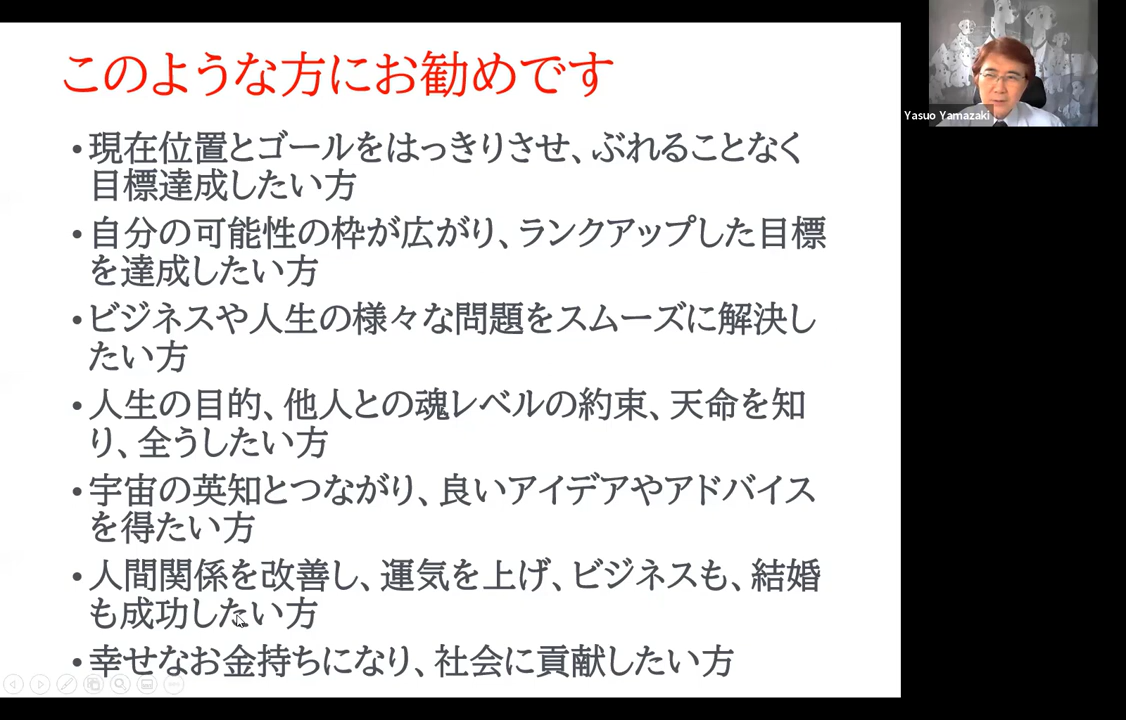 このような方にお勧めです
• 現在位置とゴールをはっきりさせ、ぶれることなく
目標達成したい方
• 自分の可能性の枠が広がり、ランクアップした目標
を達成したい方
• ビジネスや人生の様々な問題をスムーズに解決し
たい方
• 人生の目的、他人との魂レベルの約束、天命を知
り、全うしたい方
• 宇宙の英知とつながり、良いアイデアやアドバイス
を得たい方
• 人間関係を改善し、運気を上げ、ビジネスも、結婚
も成功したい方
• 幸せなお金持ちになり、社会に貢献したい方
Yasuo Yamazaki